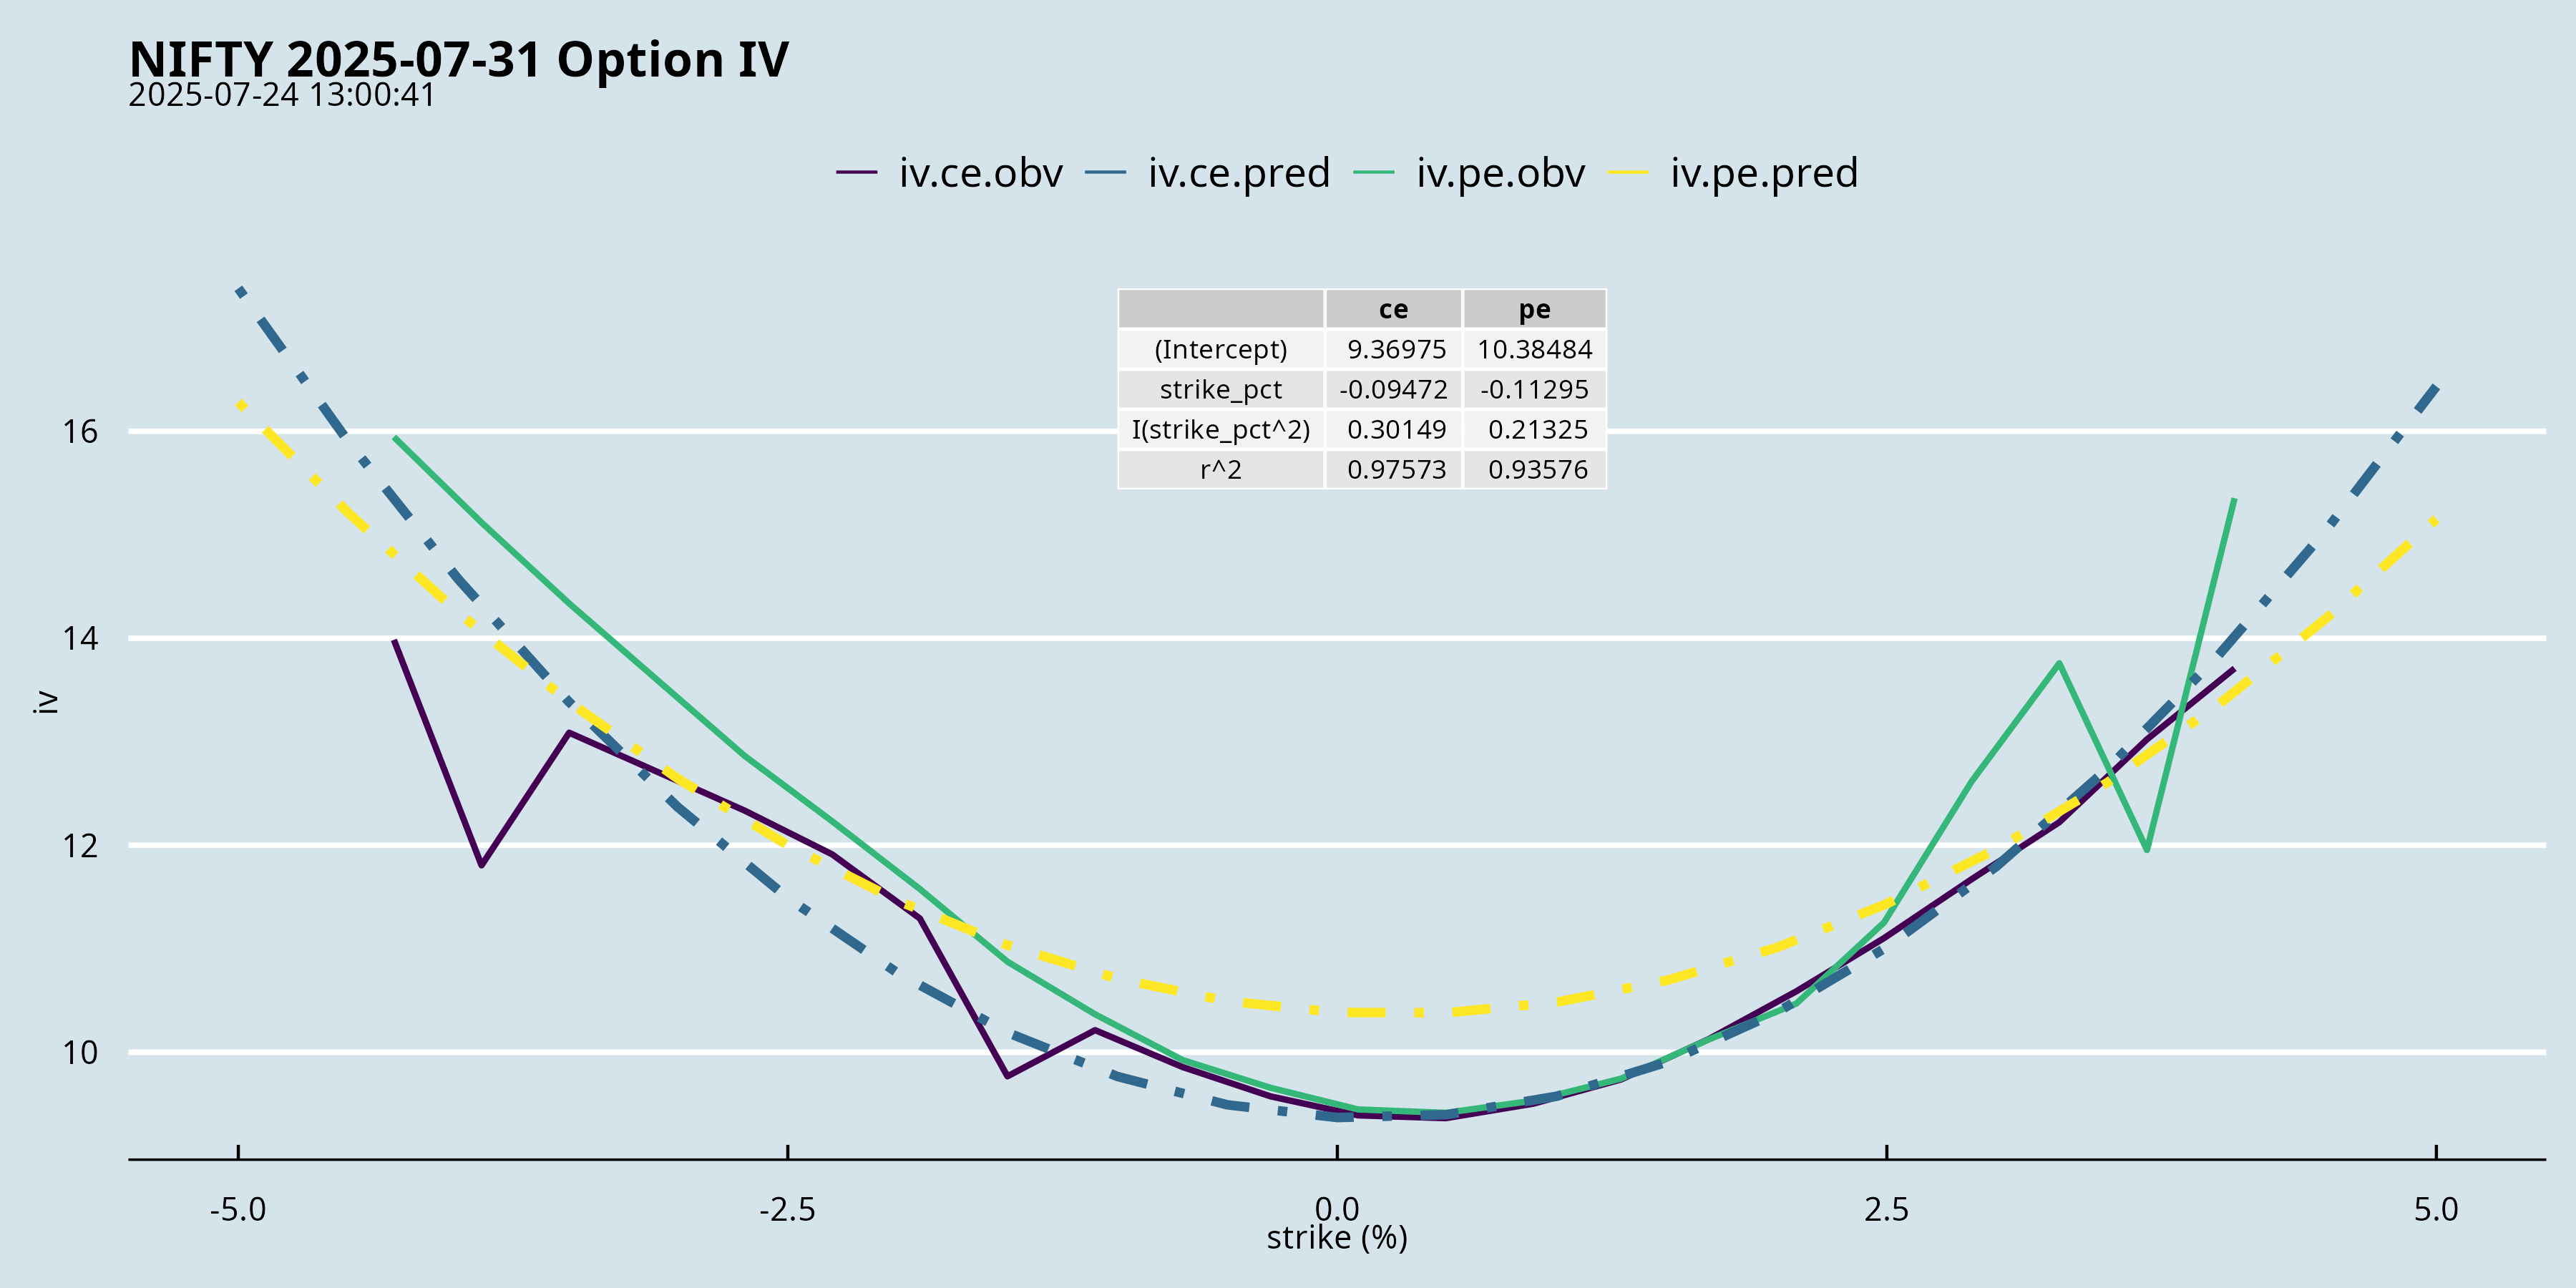 NIFTY 2025-07-31 Option IV
2025-07-24 13:00:41
iv.ce.obv iv.ce.pred iv.pe.obv iv.pe.pred
ce pe
(Intercept) 9.36975 10.38484
strike_pct -0.09472 -0.11295
I(strike_pct^2) 0.30149 0.21325
r^2 0.97573 0.93576
16
14
12
10
iv
-5.0 -2.5 0.0 2.5 5.0
strike (%)